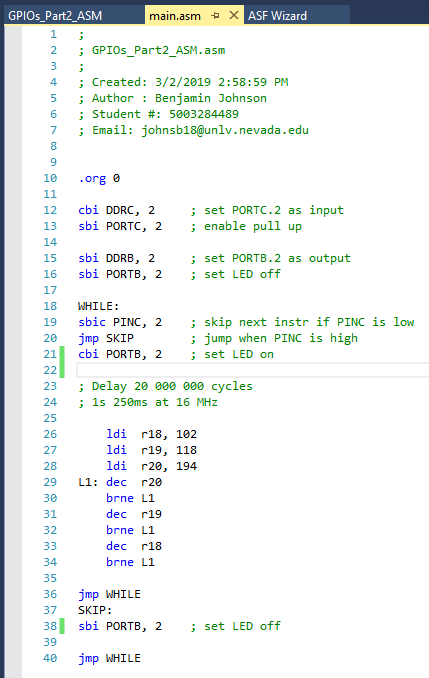 GPIOs_Part2_ASM main.asm ASF Wizard
1 ;
2 ; GPIOs_Part2_ASM.asm
3 ;
4 ; Created: 3/2/2019 2:58:59 PM
5 ; Author : Benjamin Johnson
6 ; Student #: 5003284489
7 ; Email: johnsb18@unlv.nevada.edu
8
9
10 .org 0
11
12 cbi DDRC, 2 ; set PORTC.2 as input
13 sbi PORTC, 2 ; enable pull up
14
15 sbi DDRB, 2 ; set PORTB.2 as output
16 sbi PORTB, 2 ; set LED off
17
18 WHILE:
19 sbic PINC, 2 ; skip next instr if PINC is low
20 jmp SKIP ; jump when PINC is high
21 cbi PORTB, 2 ; set LED on
22
23 ; Delay 20 000 000 cycles
24 ; 1s 250ms at 16 MHz
25
26 ldi r18, 102
27 ldi r19, 118
28 ldi r20, 194
29 L1: dec r20
30 brne L1
31 dec r19
32 brne L1
33 dec r18
34 brne L1
35
36 jmp WHILE
37 SKIP:
38 sbi PORTB, 2 ; set LED off
39
40 jmp WHILE